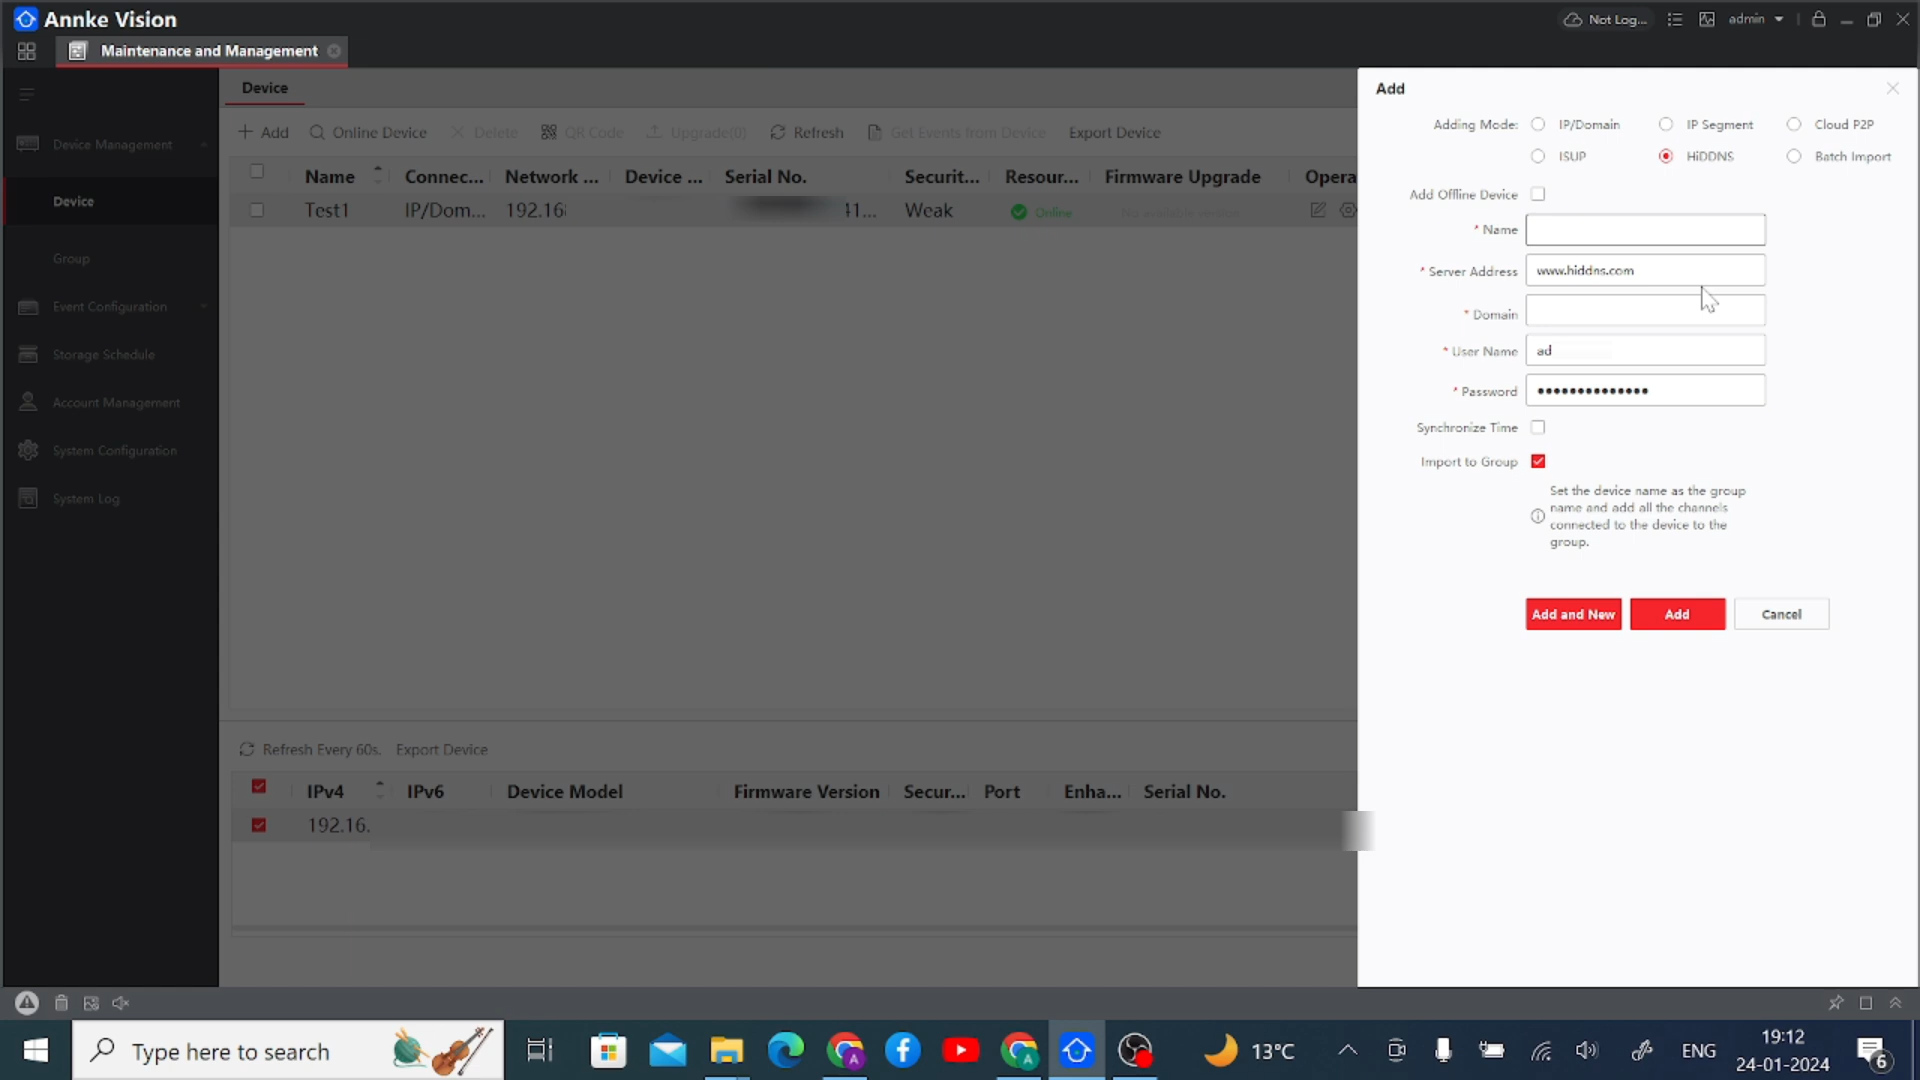 Annke Vision
Not Log...
admin
Maintenance and Management
Device Management
Device
Group
Event Configuration
Storage Schedule
Account Management
System Configuration
System Log
Device
Add
Online Device
Delete
QR Code
Upgrade(0)
Refresh
Get Events from Device
Export Device
Name Connec... Network ... Device ... Serial No. Securit... Resour... Firmware Upgrade Opera
Test1 IP/Dom... 192.16 41... Weak Online No available version
Refresh Every 60s. Export Device
IPv4 IPv6 Device Model Firmware Version Secur... Port Enha... Serial No.
192.16.
Add
Adding Mode: IP/Domain IP Segment Cloud P2P
ISUP HiDDNS Batch Import
Add Offline Device
* Name
* Server Address www.hiddns.com
* Domain
* User Name ad
* Password ••••••••••••••
Synchronize Time
Import to Group
Set the device name as the group
name and add all the channels
connected to the device to the
group.
Add and New Add Cancel
Type here to search
13°C
ENG
19:12
24-01-2024
6